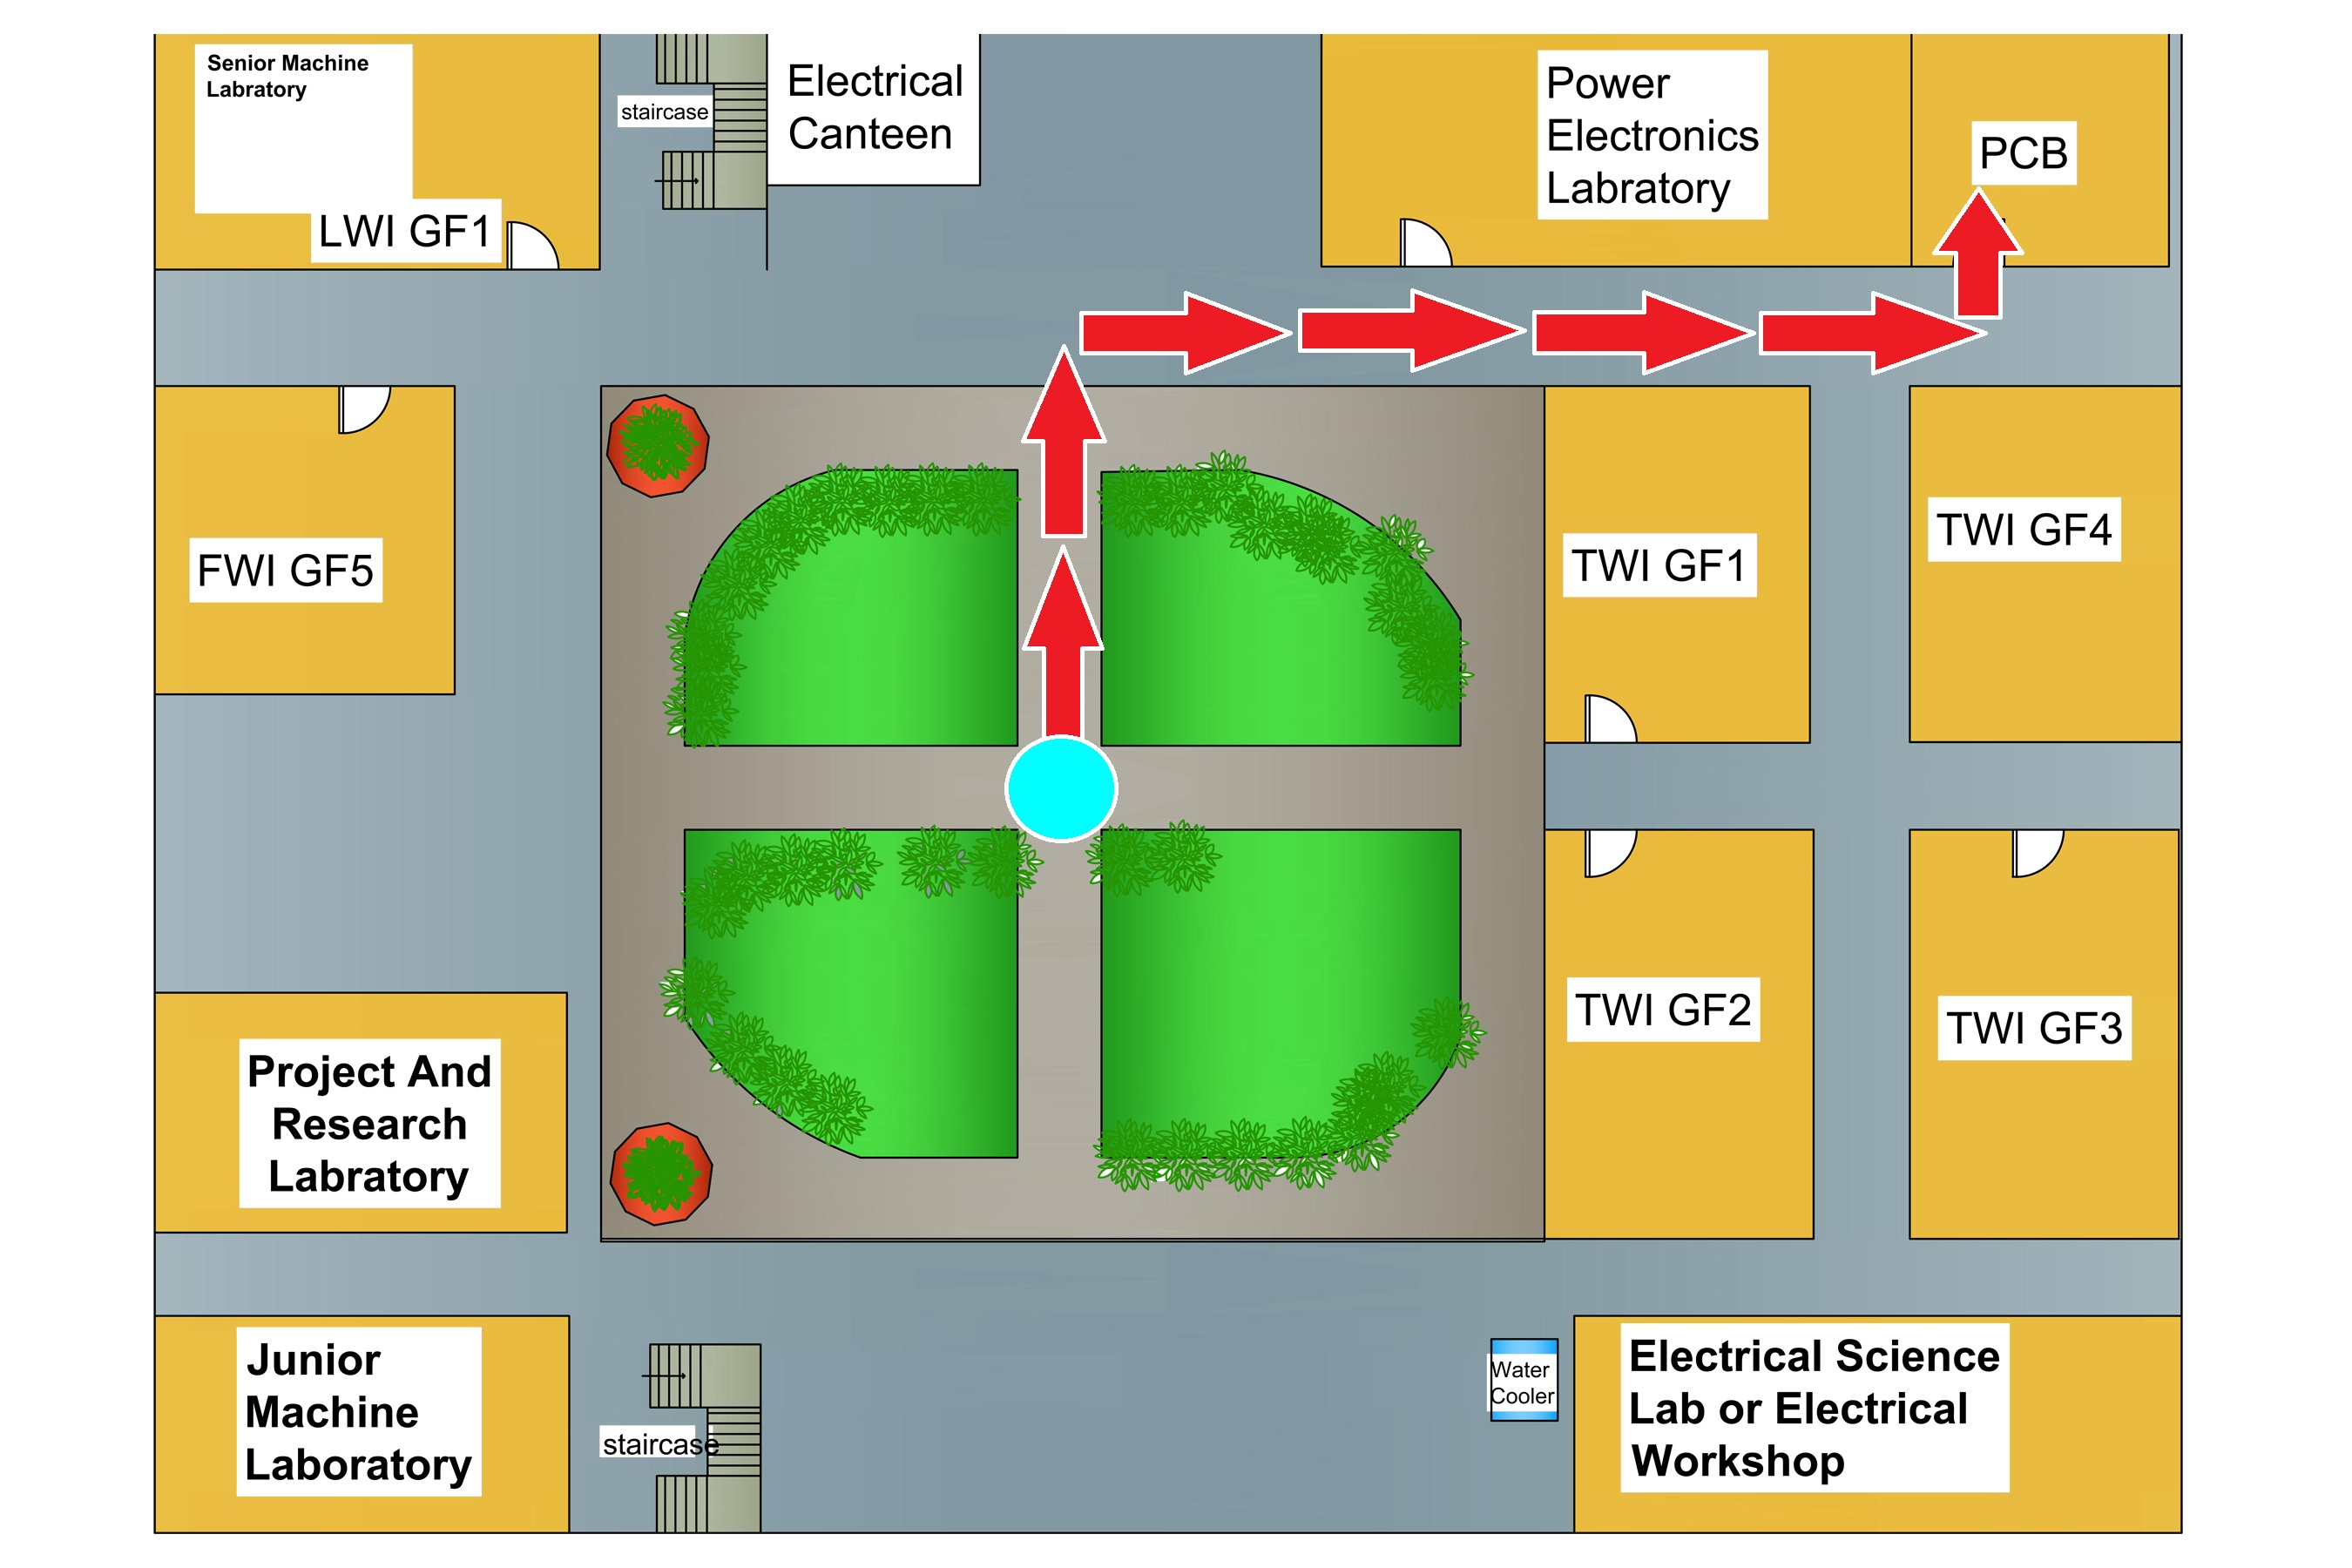 Senior Machine
Labratory
LWI GF1
staircase
Electrical
Canteen
Power
Electronics
Labratory
PCB
FWI GF5
TWI GF1
TWI GF4
Project And
Research
Labratory
TWI GF2
TWI GF3
Junior
Machine
Laboratory
staircase
Water
Cooler
Electrical Science
Lab or Electrical
Workshop